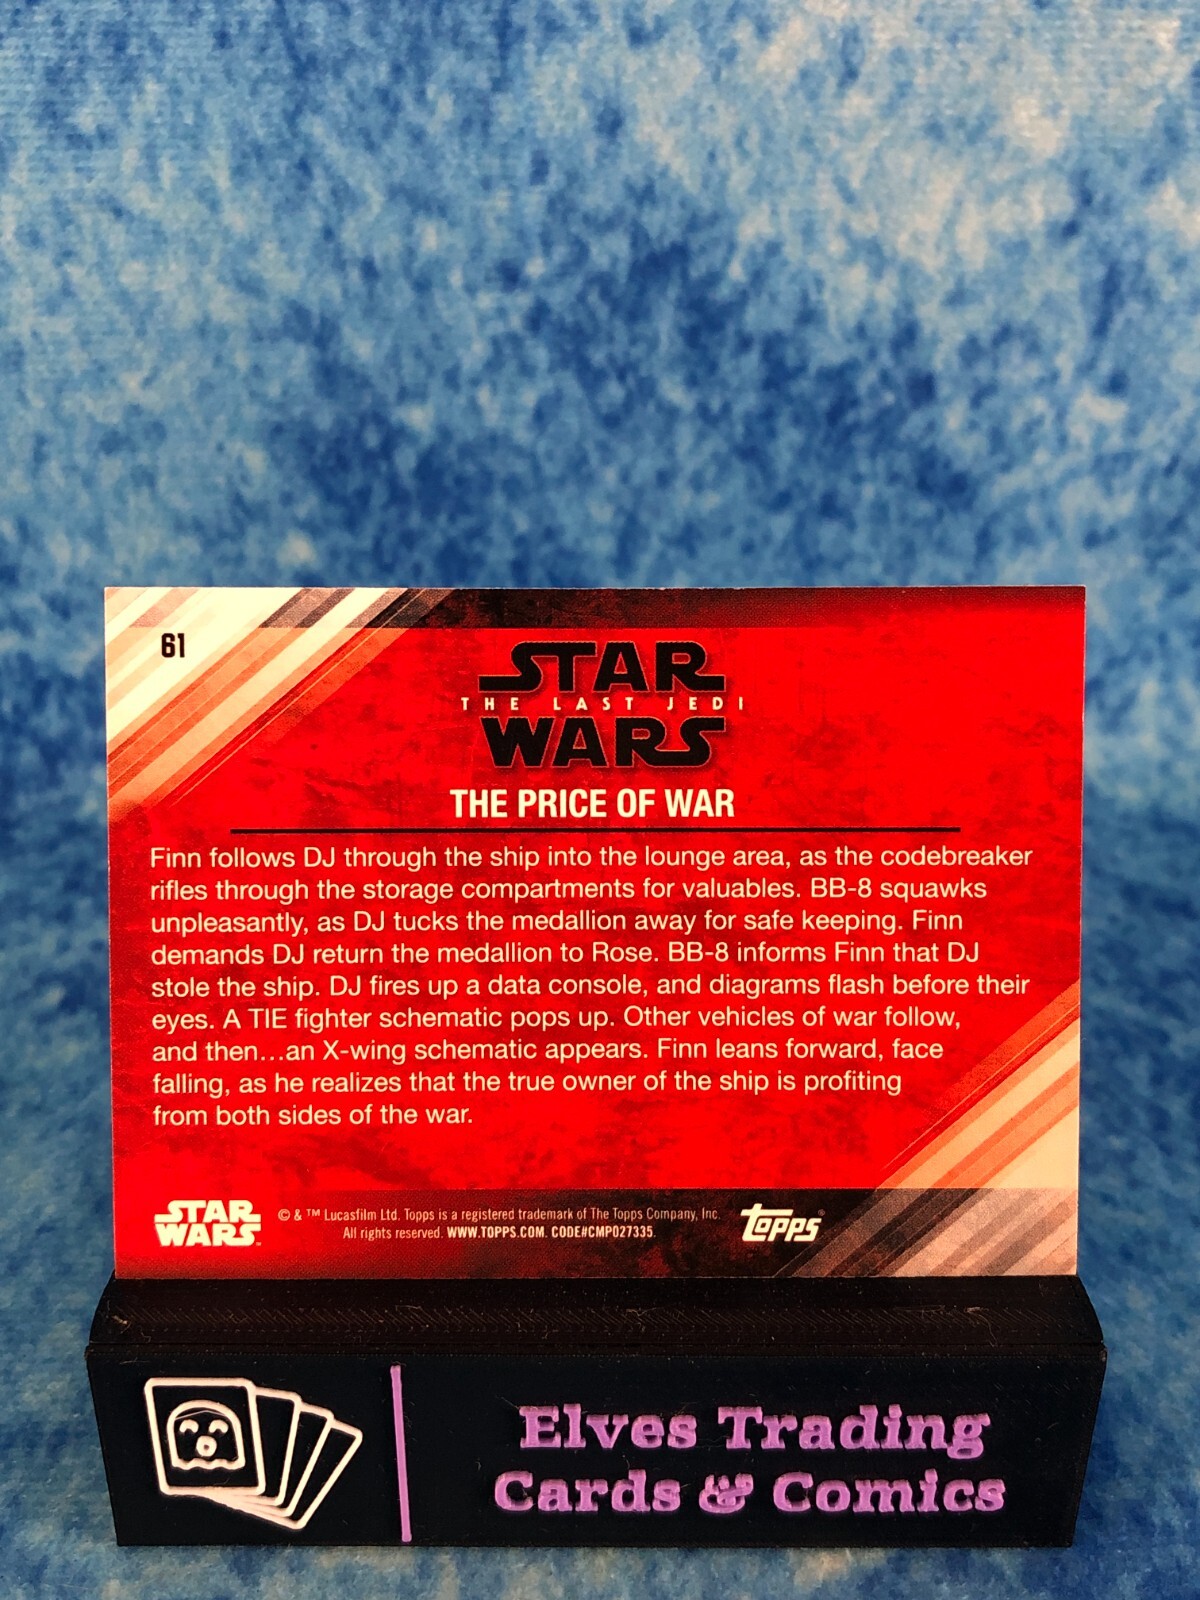 61
STAR
THE LAST JEDI
WARS
THE PRICE OF WAR
Finn follows DJ through the ship into the lounge area, as the codebreaker
rifles through the storage compartments for valuables. BB-8 squawks
unpleasantly, as DJ tucks the medallion away for safe keeping. Finn
demands DJ return the medallion to Rose. BB-8 informs Finn that DJ
stole the ship. DJ fires up a data console, and diagrams flash before their
eyes. A TIE fighter schematic pops up. Other vehicles of war follow,
and then...an X-wing schematic appears. Finn leans forward, face
falling, as he realizes that the true owner of the ship is profiting
from both sides of the war.
STAR
WARS
© & ™ Lucasfilm Ltd. Topps is a registered trademark of The Topps Company, Inc.
All rights reserved. WWW.TOPPS.COM. CODE#CMP027335.
topps®
Elves Trading
Cards & Comics